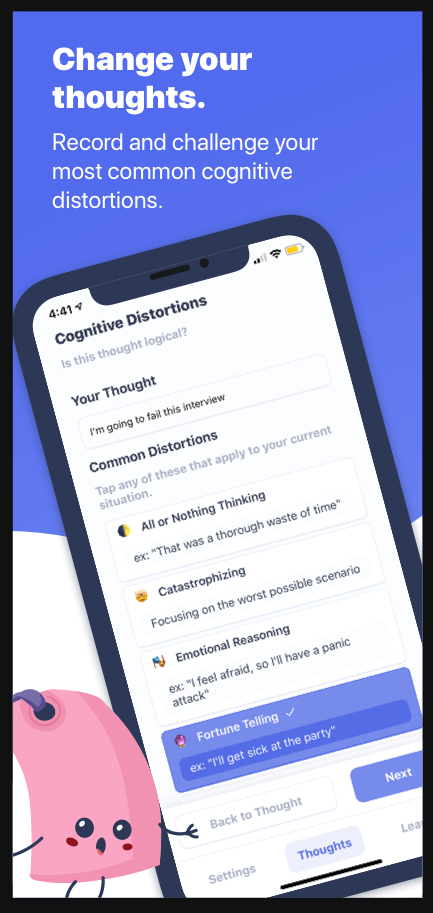 Change your
thoughts.
Record and challenge your
most common cognitive
distortions.
4:41
Cognitive Distortions
Is this thought logical?
Your Thought
I'm going to fail this interview
Common Distortions
Tap any of these that apply to your current
situation.
All or Nothing Thinking
ex: "That was a thorough waste of time"
Catastrophizing
Focusing on the worst possible scenario
Emotional Reasoning
ex: "I feel afraid, so I'll have a panic
attack"
Fortune Telling
ex: "I'll get sick at the party"
Back to Thought
Next
Settings
Thoughts
Lea